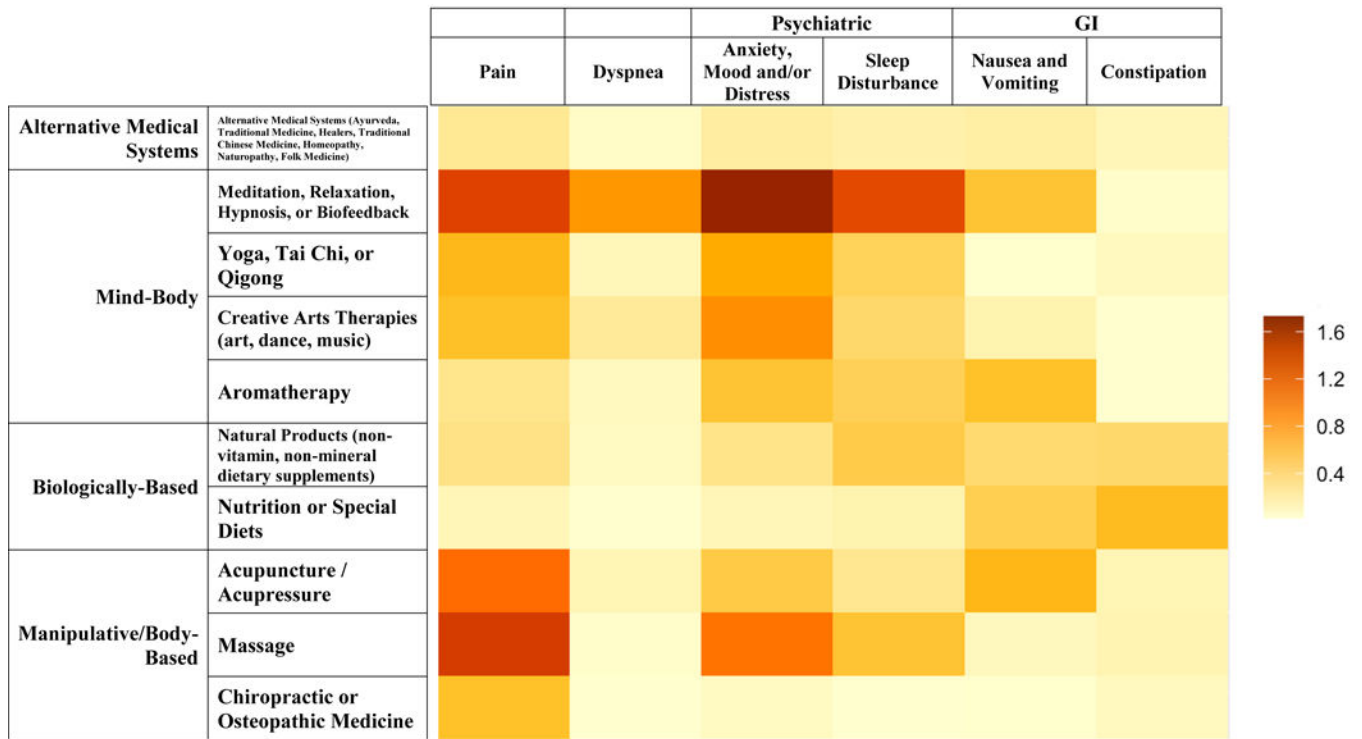 Psychiatric
GI
Pain
Dyspnea
Anxiety,
Mood and/or
Distress
Sleep
Disturbance
Nausea and
Vomiting
Constipation
Alternative Medical
Systems
Alternative Medical Systems (Ayurveda,
Traditional Medicine, Healers, Traditional
Chinese Medicine, Homeopathy,
Naturopathy, Folk Medicine)
Mind-Body
Meditation, Relaxation,
Hypnosis, or Biofeedback
Yoga, Tai Chi, or
Qigong
Creative Arts Therapies
(art, dance, music)
Aromatherapy
Biologically-Based
Natural Products (non-
vitamin, non-mineral
dietary supplements)
Nutrition or Special
Diets
Manipulative/Body-
Based
Acupuncture /
Acupressure
Massage
Chiropractic or
Osteopathic Medicine
1.6
1.2
0.8
0.4